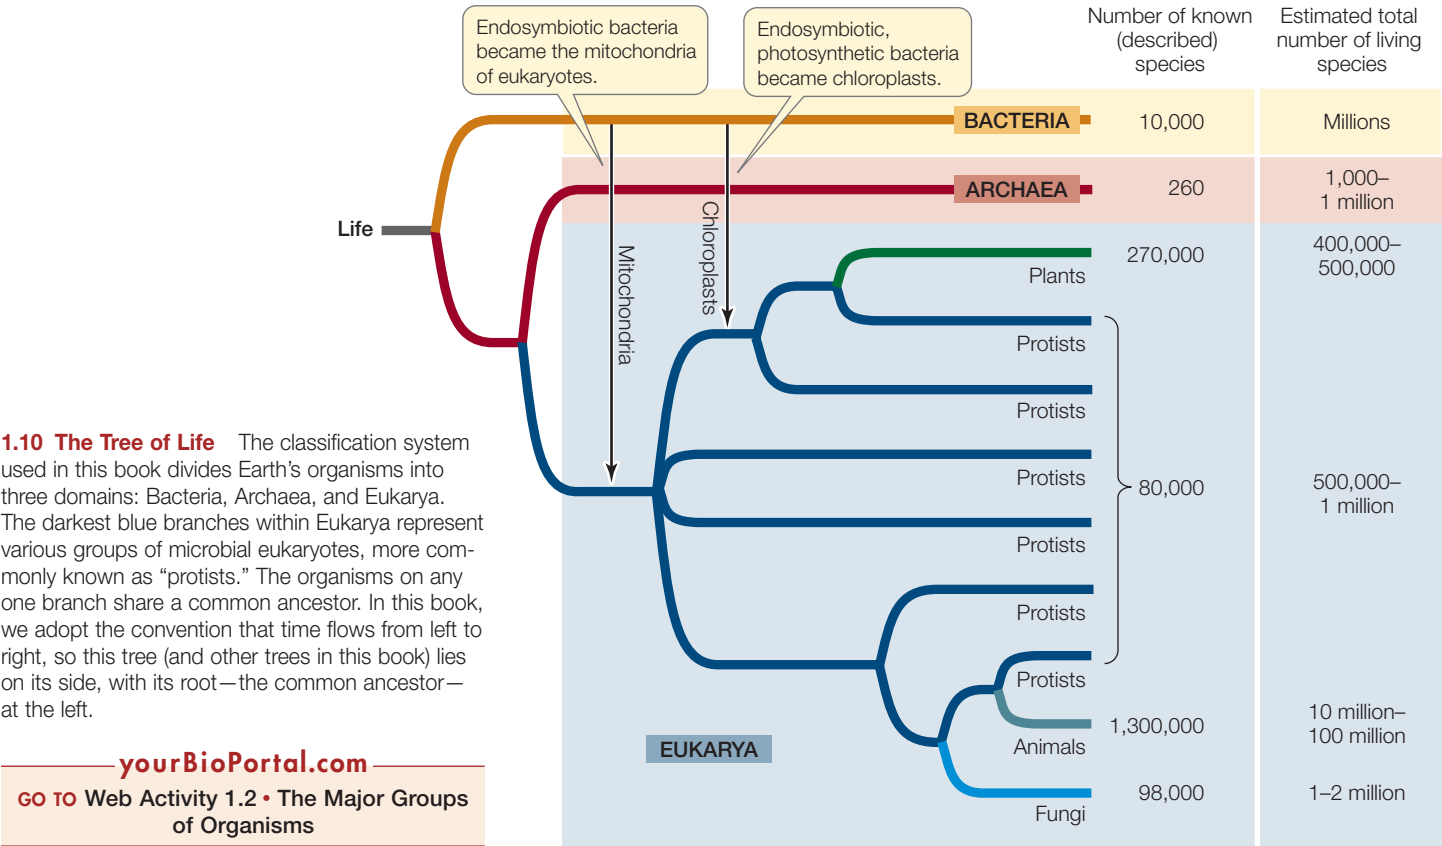 Endosymbiotic bacteria
became the mitochondria
of eukaryotes.
Endosymbiotic,
photosynthetic bacteria
became chloroplasts.
Number of known
(described)
species
Estimated total
number of living
species
BACTERIA
10,000
Millions
ARCHAEA
260
1,000–
1 million
Life
Mitochondria
Chloroplasts
Plants
270,000
400,000–
500,000
Protists
Protists
Protists
Protists
Protists
Protists
80,000
500,000–
1 million
Animals
1,300,000
10 million–
100 million
Fungi
98,000
1–2 million
EUKARYA
1.10 The Tree of Life The classification system
used in this book divides Earth’s organisms into
three domains: Bacteria, Archaea, and Eukarya.
The darkest blue branches within Eukarya represent
various groups of microbial eukaryotes, more com-
monly known as “protists.” The organisms on any
one branch share a common ancestor. In this book,
we adopt the convention that time flows from left to
right, so this tree (and other trees in this book) lies
on its side, with its root—the common ancestor—
at the left.
yourBioPortal.com
GO TO Web Activity 1.2 • The Major Groups
of Organisms